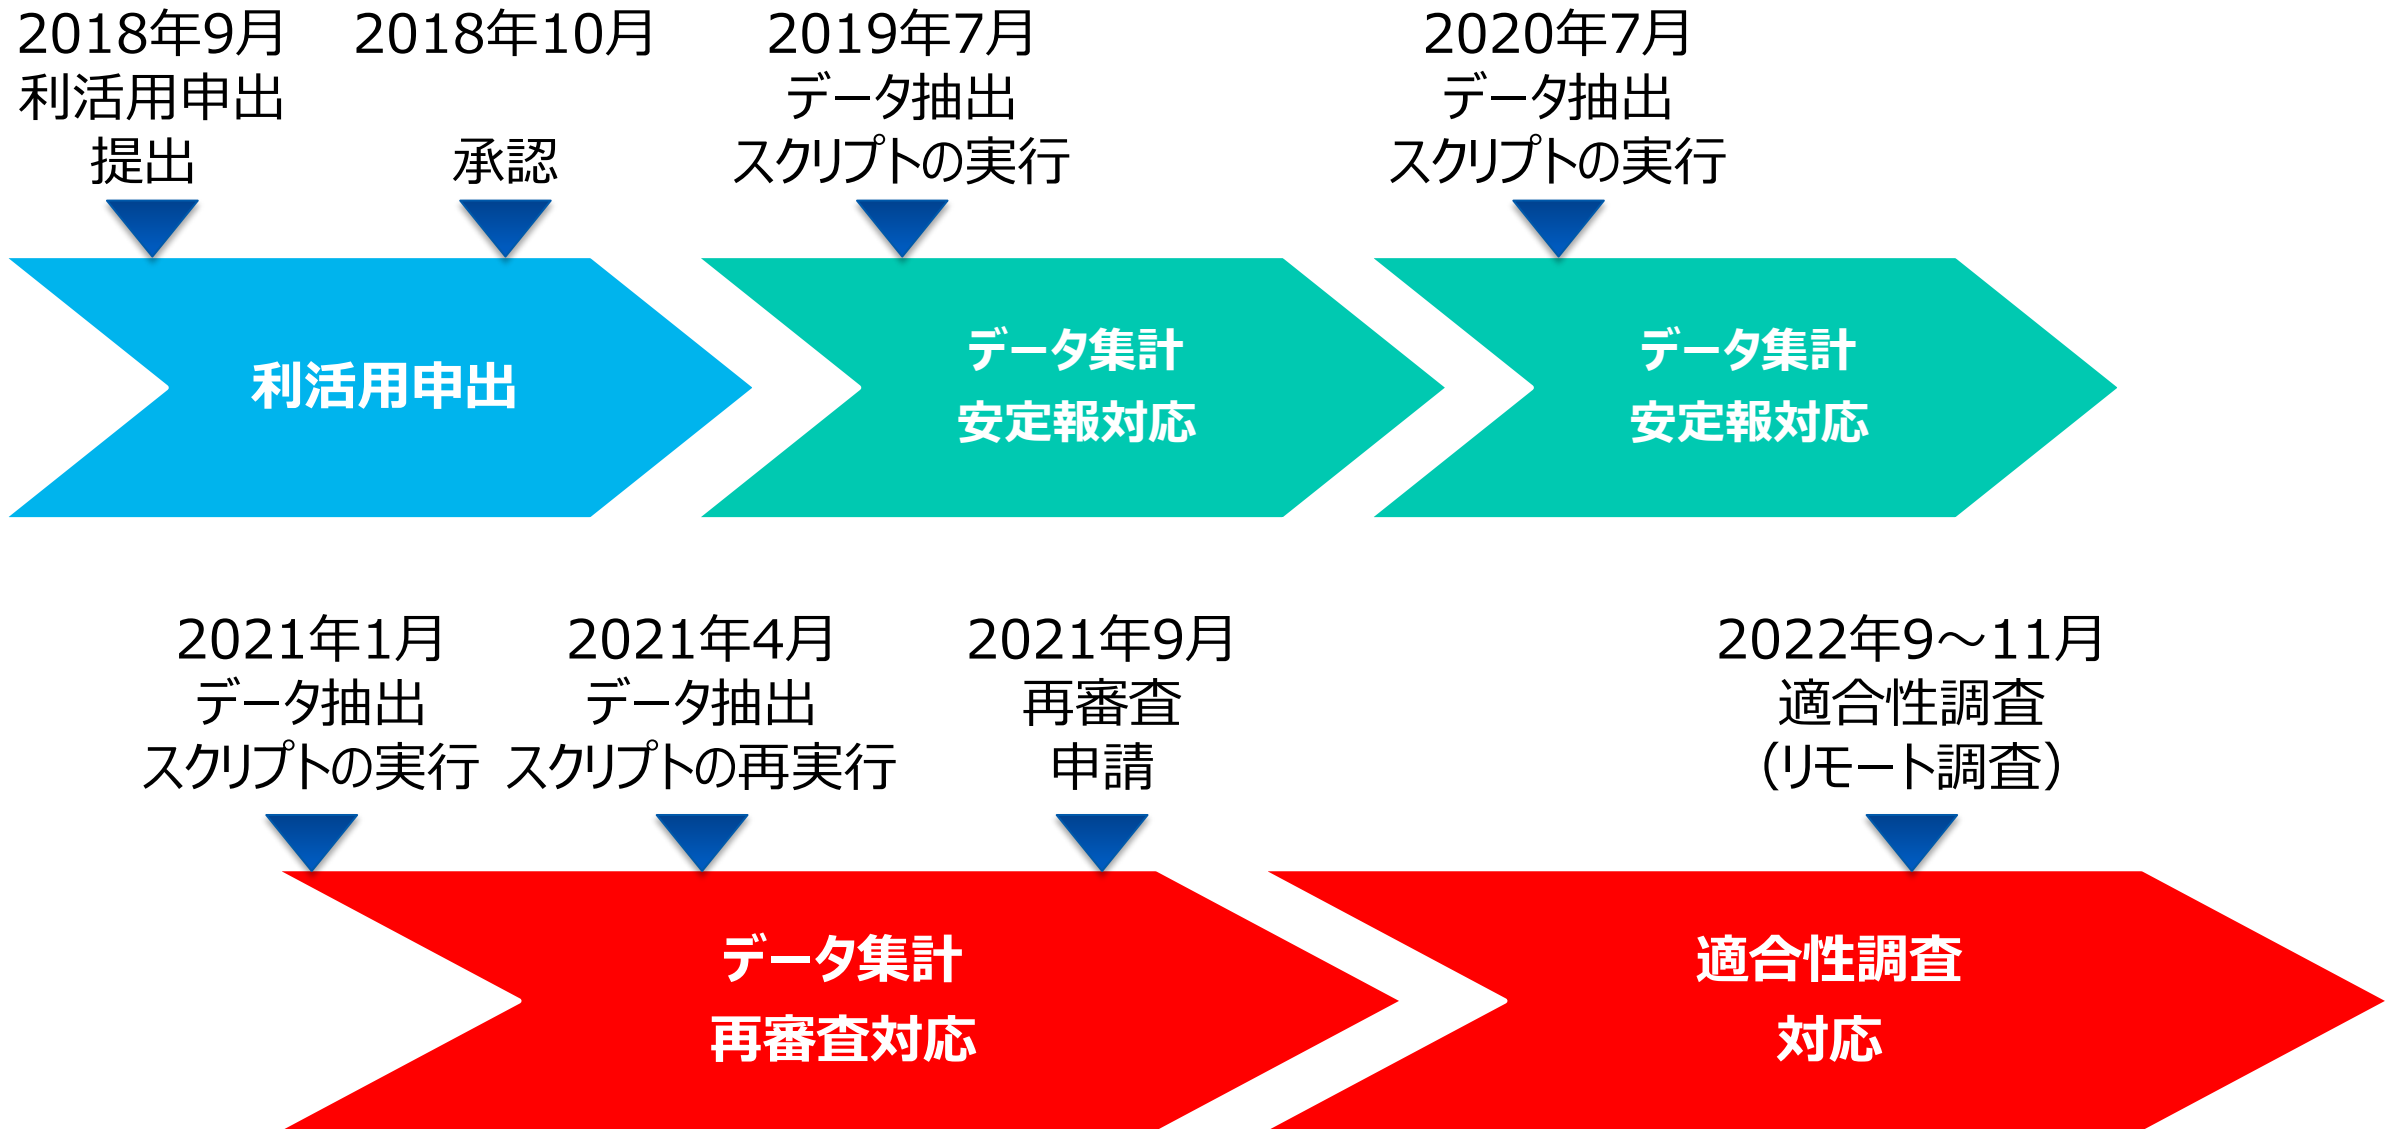 2018年9月
利活用申出
提出
2018年10月
承認
2019年7月
データ抽出
スクリプトの実行
2020年7月
データ抽出
スクリプトの実行
利活用申出
データ集計
安定報対応
データ集計
安定報対応
2021年1月
データ抽出
スクリプトの実行
2021年4月
データ抽出
スクリプトの再実行
2021年9月
再審査
申請
2022年9～11月
適合性調査
（リモート調査）
データ集計
再審査対応
適合性調査
対応